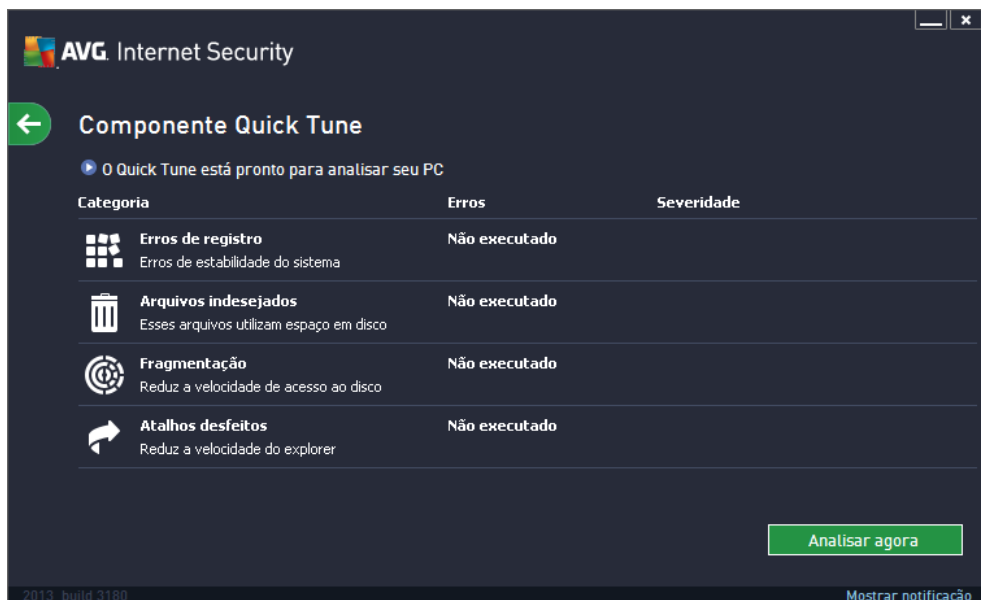 AVG. Internet Security
Componente Quick Tune
O Quick Tune está pronto para analisar seu PC
Categoria Erros Severidade
Erros de registro Não executado
Erros de estabilidade do sistema
Arquivos indesejados Não executado
Esses arquivos utilizam espaço em disco
Fragmentação Não executado
Reduz a velocidade de acesso ao disco
Atalhos desfeitos Não executado
Reduz a velocidade do explorer
Analisar agora
2013 build 3180 Mostrar notificação